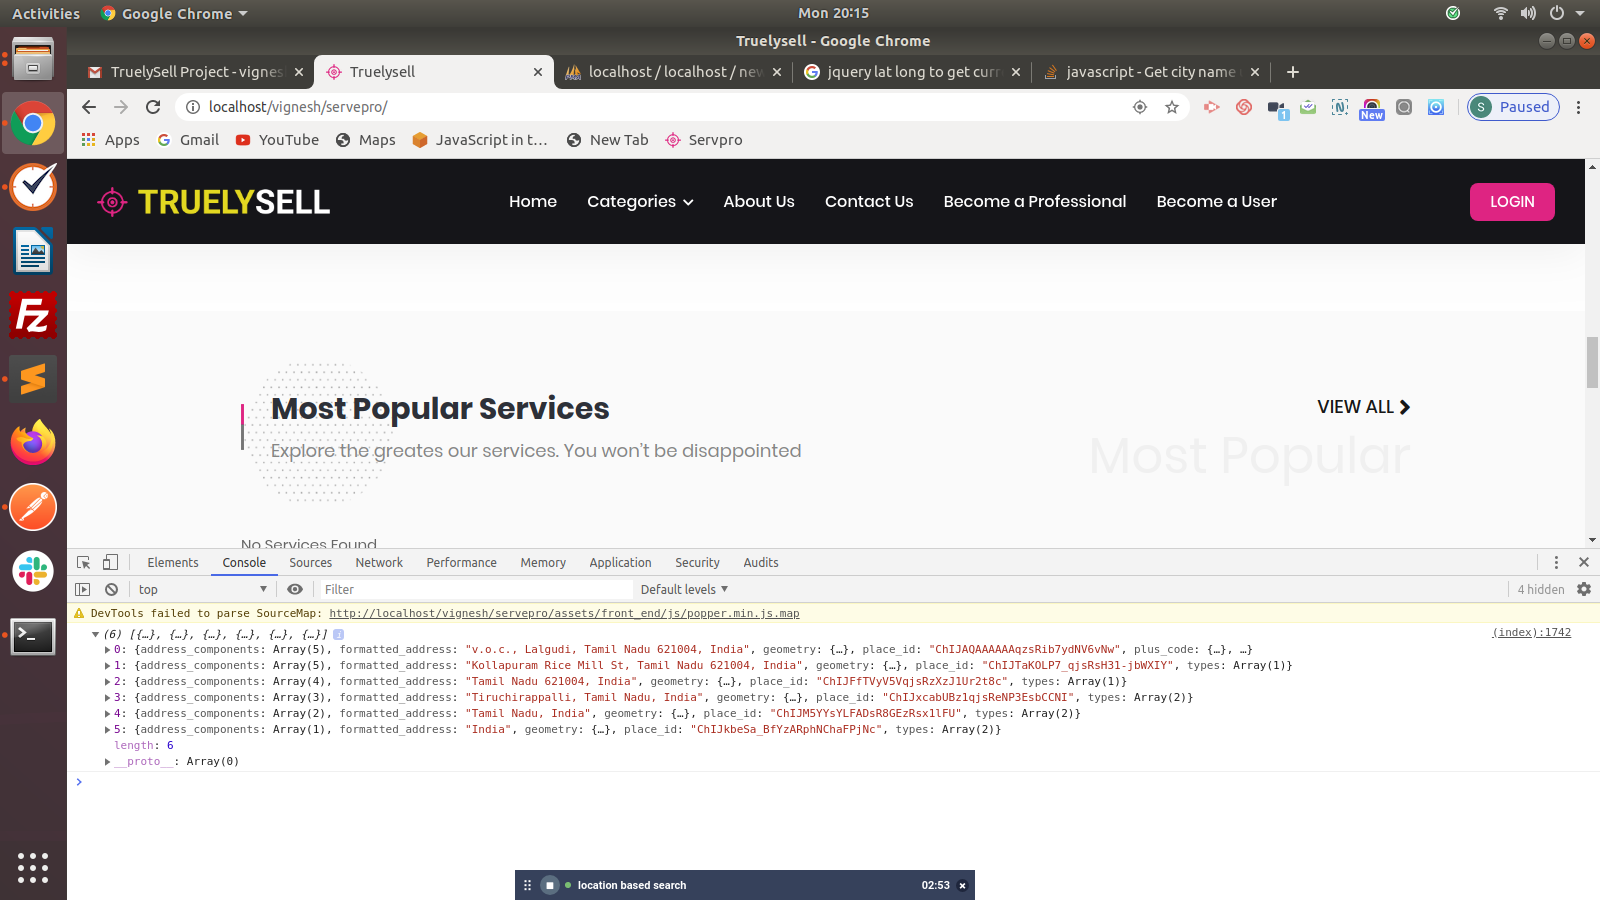 Activities Google Chrome Mon 20:15
Truelysell - Google Chrome
TruelySell Project - vignes Truelysell localhost / localhost / new jquery lat long to get curr javascript - Get city name
localhost/vignesh/servepro/ 1 New S Paused
Apps Gmail YouTube Maps JavaScript in t... New Tab Servpro
TRUELYSELL Home Categories About Us Contact Us Become a Professional Become a User LOGIN
Most Popular Services VIEW ALL
Explore the greates our services. You won't be disappointed Most Popular
No Services Found
Elements Console Sources Network Performance Memory Application Security Audits
top Filter Default levels 4 hidden
DevTools failed to parse SourceMap: http://localhost/vignesh/servepro/assets/front_end/js/popper.min.js.map
(6) [{…}, {…}, {…}, {…}, {…}, {…}] (index):1742
0: {address_components: Array(5), formatted_address: "v.o.c., Lalgudi, Tamil Nadu 621004, India", geometry: {…}, place_id: "ChIJAQAAAAAAqzsRib7ydNV6vNw", plus_code: {…}, …}
1: {address_components: Array(5), formatted_address: "Kollapuram Rice Mill St, Tamil Nadu 621004, India", geometry: {…}, place_id: "ChIJTaKOLP7_qjsRsH31-jbWXIY", types: Array(1)}
2: {address_components: Array(4), formatted_address: "Tamil Nadu 621004, India", geometry: {…}, place_id: "ChIJFfTVyV5VqjsRzXzJ1Ur2t8c", types: Array(1)}
3: {address_components: Array(3), formatted_address: "Tiruchirappalli, Tamil Nadu, India", geometry: {…}, place_id: "ChIJxcabUBz1qjsReNP3EsbCCNI", types: Array(2)}
4: {address_components: Array(2), formatted_address: "Tamil Nadu, India", geometry: {…}, place_id: "ChIJM5YYsYLFADsR8GEzRsx1lFU", types: Array(2)}
5: {address_components: Array(1), formatted_address: "India", geometry: {…}, place_id: "ChIJkbeSa_BfYzARphNChaFPjNc", types: Array(2)}
length: 6
__proto__: Array(0)
location based search 02:53